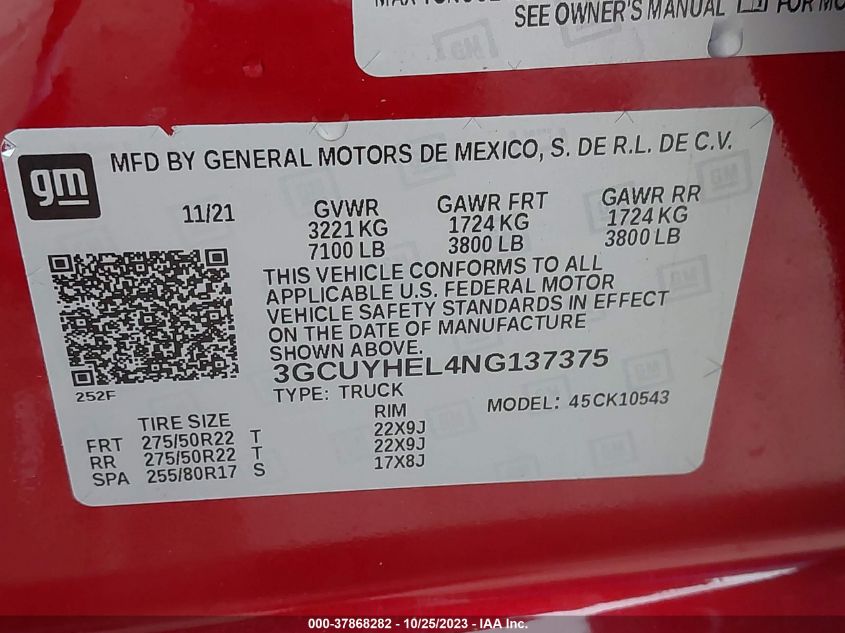 SEE OWNER'S MANUAL FOR MO
gm
MFD BY GENERAL MOTORS DE MEXICO, S. DE R.L. DE C.V.
11/21 GVWR GAWR FRT GAWR RR
3221 KG 1724 KG 1724 KG
7100 LB 3800 LB 3800 LB
THIS VEHICLE CONFORMS TO ALL
APPLICABLE U.S. FEDERAL MOTOR
VEHICLE SAFETY STANDARDS IN EFFECT
ON THE DATE OF MANUFACTURE
SHOWN ABOVE.
3GCUYHEL4NG137375
252F
TYPE: TRUCK MODEL: 45CK10543
TIRE SIZE RIM
FRT 275/50R22 T 22X9J
RR 275/50R22 T 22X9J
SPA 255/80R17 S 17X8J
000-37868282 - 10/25/2023 - IAA Inc.